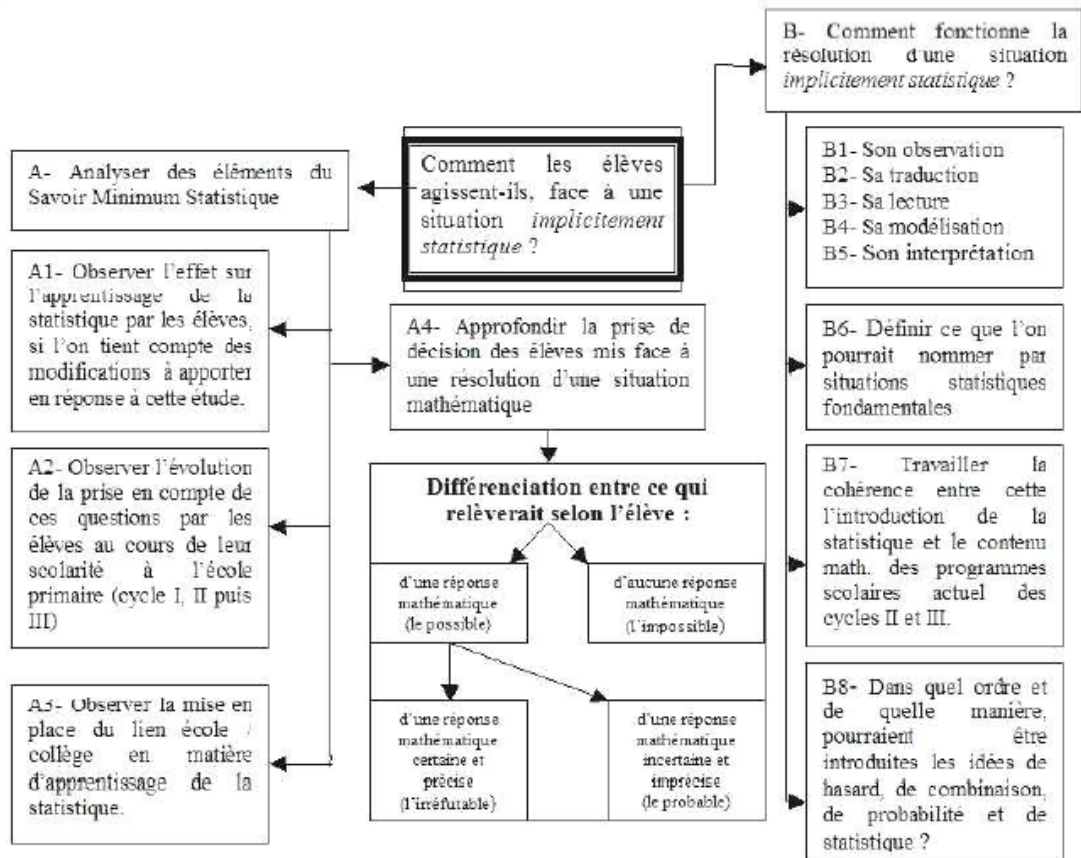 Comment les élèves
agissent-ils, face à une
situation implicitement
statistique ?
A- Analyser des éléments du
Savoir Minimum Statistique
A1- Observer l'effet sur
l'apprentissage de la
statistique par les élèves,
si l'on tient compte des
modifications à apporter
en réponse à cette étude.
A2- Observer l'évolution
de la prise en compte de
ces questions par les
élèves au cours de leur
scolarité à l'école
primaire (cycle I, II puis
III)
A3- Observer la mise en
place du lien école /
collège en matière
d'apprentissage de la
statistique.
A4- Approfondir la prise de
décision des élèves mis face à
une résolution d'une situation
mathématique
Différenciation entre ce qui
relèverait selon l'élève :
d'une réponse
mathématique
(le possible)
d'aucune réponse
mathématique
(l'impossible)
d'une réponse
mathématique
certaine et
précise
(l'irréfutable)
d'une réponse
mathématique
incertaine et
imprécise
(le probable)
B- Comment fonctionne la
résolution d'une situation
implicitement statistique ?
B1- Son observation
B2- Sa traduction
B3- Sa lecture
B4- Sa modélisation
B5- Son interprétation
B6- Définir ce que l'on
pourrait nommer par
situations statistiques
fondamentales
B7- Travailler la
cohérence entre cette
l'introduction de la
statistique et le contenu
math. des programmes
scolaires actuel des
cycles II et III.
B8- Dans quel ordre et
de quelle manière,
pourraient être
introduites les idées de
hasard, de combinaison,
de probabilité et de
statistique ?